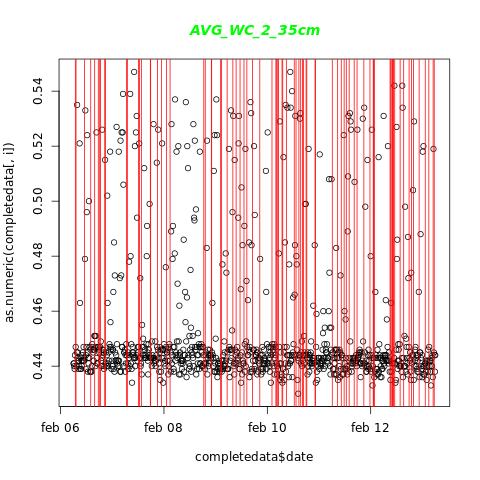 AVG_WC_2_35cm
as.numeric(completedata[, i])
0.54
0.52
0.50
0.48
0.46
0.44
feb 06
feb 08
feb 10
feb 12
completedata$date